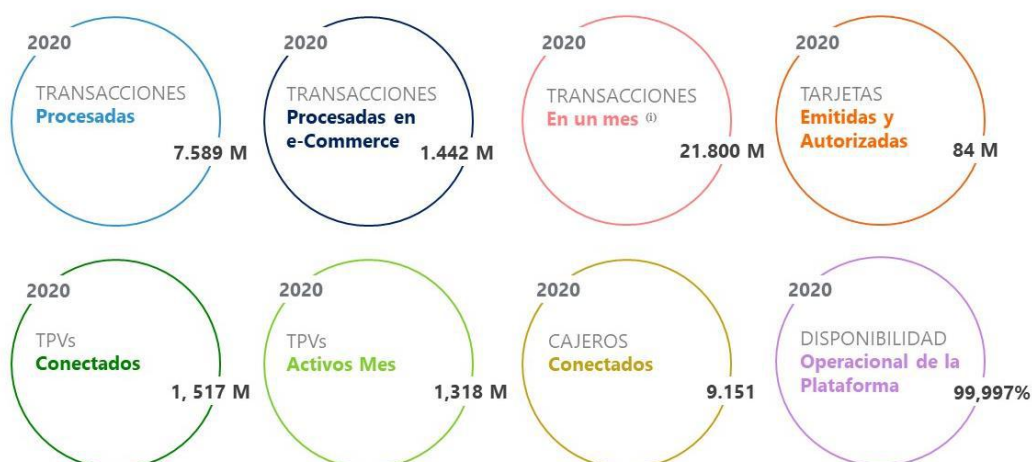 2020
TRANSACCIONES
Procesadas
7.589 M
2020
TRANSACCIONES
Procesadas en
e-Commerce
1.442 M
2020
TRANSACCIONES
En un mes (i)
21.800 M
2020
TARJETAS
Emitidas y
Autorizadas
84 M
2020
TPVs
Conectados
1, 517 M
2020
TPVs
Activos Mes
1,318 M
2020
CAJEROS
Conectados
9.151
2020
DISPONIBILIDAD
Operacional de la
Plataforma
99,997%